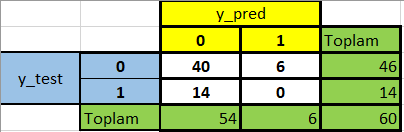 y_pred
0 1 Toplam
y_test 0 40 6 46
1 14 0 14
Toplam 54 6 60